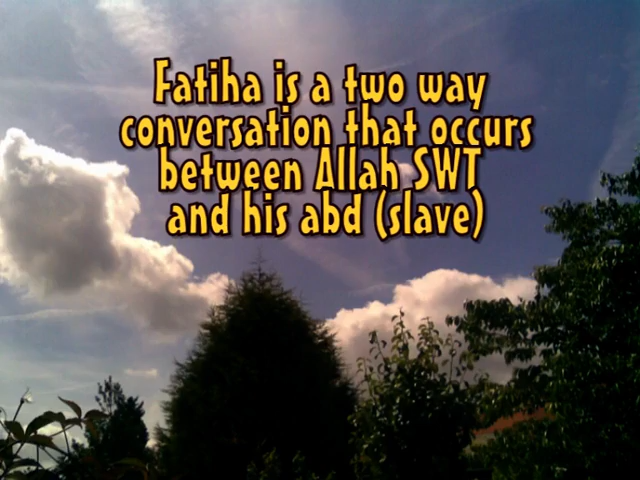 Fatiha is a two way
conversation that occurs
between Allah SWT
and his abd (slave)